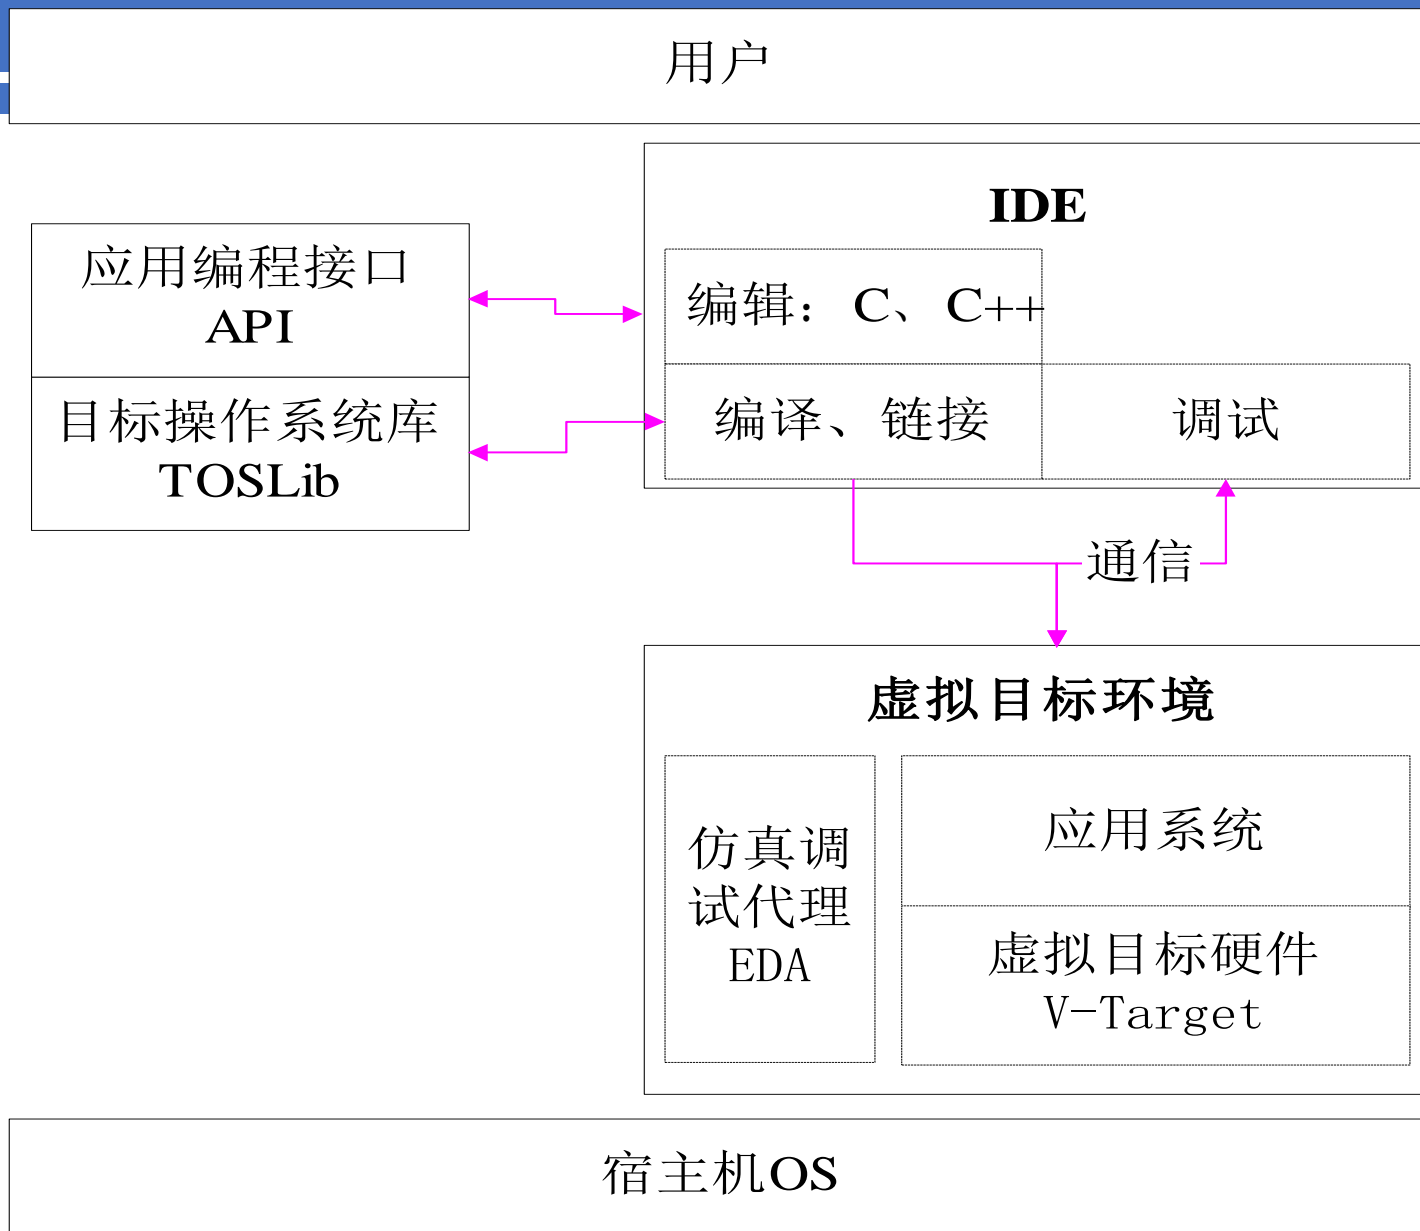 用户
应用编程接口
API
目标操作系统库
TOSLib
IDE
编辑：C、C++
编译、链接
调试
通信
虚拟目标环境
仿真调
试代理
EDA
应用系统
虚拟目标硬件
V-Target
宿主机OS